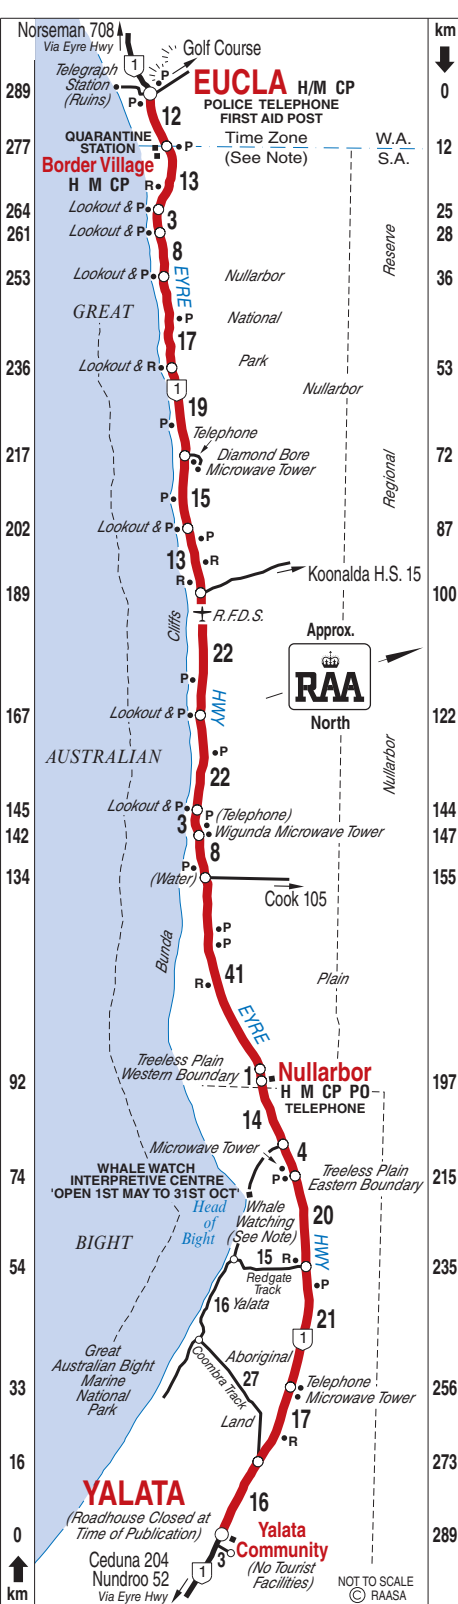 Norseman 708
Via Eyre Hwy
km
1
P
Golf Course
Telegraph
Station
(Ruins)
P
289
EUCLA H/M CP
0
POLICE TELEPHONE
FIRST AID POST
12
QUARANTINE
STATION
277
P
Time Zone
(See Note)
W.A.
S.A.
12
Border Village
H M CP
R
13
264
Lookout & P
25
3
261
Lookout & P
28
Reserve
8
253
Lookout & P
EYRE
Nullarbor
36
GREAT
P
National
17
236
Lookout & R
Park
53
1
Nullarbor
19
P
Telephone
217
Diamond Bore
Microwave Tower
72
Regional
P
15
202
Lookout & P
P
87
13
R
R
Koonalda H.S. 15
189
100
R.F.D.S.
Cliffs
Approx.
RAA
North
22
P
HWY
167
Lookout & P
122
AUSTRALIAN
P
Nullarbor
22
145
Lookout & P
P (Telephone)
144
3
142
Wigunda Microwave Tower
147
8
P
134
(Water)
155
Cook 105
P
P
Bunda
41
R
Plain
EYRE
Treeless Plain
Western Boundary
1
Nullarbor
92
197
H M CP PO
TELEPHONE
14
Microwave Tower
4
WHALE WATCH
INTERPRETIVE CENTRE
'OPEN 1ST MAY TO 31ST OCT'
74
P
Treeless Plain
Eastern Boundary
215
Head
of
Bight
Whale
Watching
(See Note)
20
HWY
BIGHT
15
R
54
235
Redgate
Track
P
16
Yalata
21
1
Great
Australian Bight
Marine
National
Park
Aboriginal
Coombra Track
27
33
Telephone
Microwave Tower
256
Land
17
R
16
273
YALATA
(Roadhouse Closed at
Time of Publication)
16
0
Yalata
Community
(No Tourist
Facilities)
289
3
Ceduna 204
Nundroo 52
Via Eyre Hwy
1
km
NOT TO SCALE
© RAASA